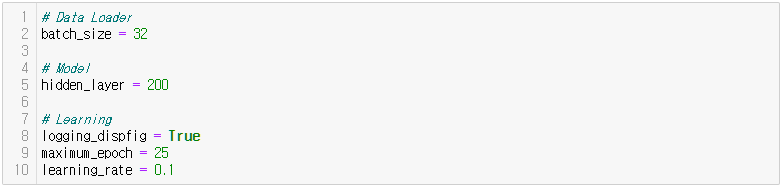 1 # Data Loader
2 batch_size = 32
3
4 # Model
5 hidden_layer = 200
6
7 # Learning
8 logging_dispfig = True
9 maximum_epoch = 25
10 learning_rate = 0.1